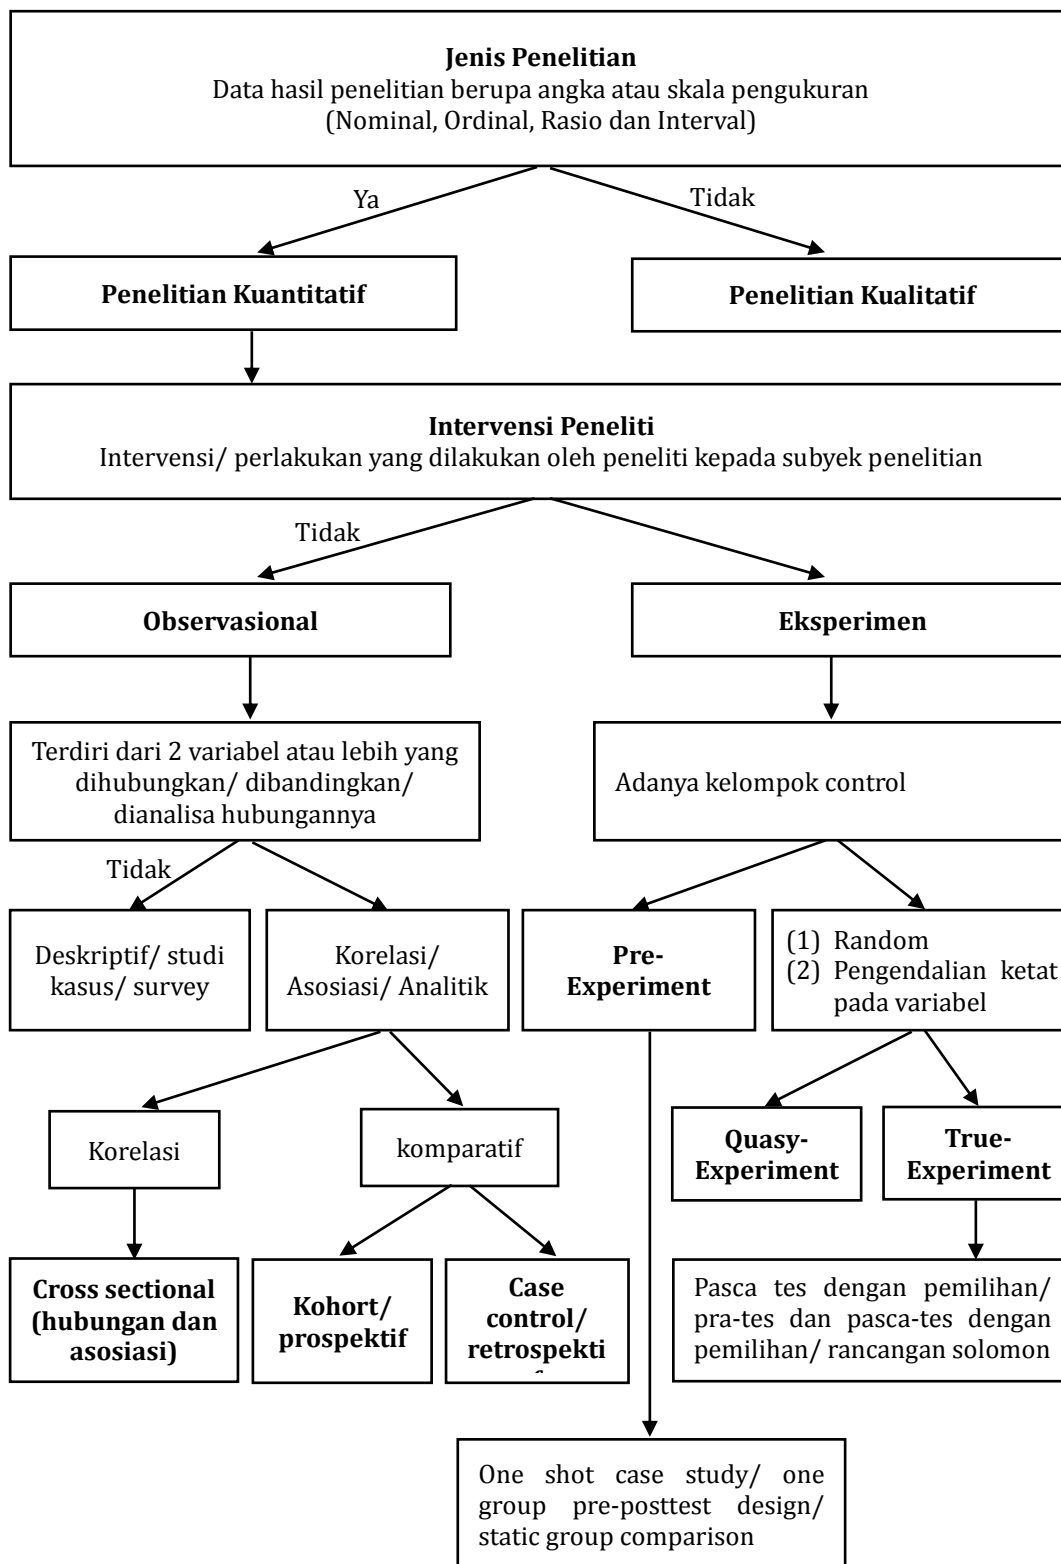 Jenis Penelitian
Data hasil penelitian berupa angka atau skala pengukuran
(Nominal, Ordinal, Rasio dan Interval)
Ya
Tidak
Penelitian Kuantitatif
Penelitian Kualitatif
Intervensi Peneliti
Intervensi/ perlakukan yang dilakukan oleh peneliti kepada subyek penelitian
Tidak
Observasional
Eksperimen
Terdiri dari 2 variabel atau lebih yang
dihubungkan/ dibandingkan/
dianalisa hubungannya
Adanya kelompok control
Tidak
Deskriptif/ studi
kasus/ survey
Korelasi/
Asosiasi/ Analitik
Pre-
Experiment
(1) Random
(2) Pengendalian ketat
pada variabel
Korelasi
komparatif
Quasy-
Experiment
True-
Experiment
Cross sectional
(hubungan dan
asosiasi)
Kohort/
prospektif
Case
control/
retrospekti
Pasca tes dengan pemilihan/
pra-tes dan pasca-tes dengan
pemilihan/ rancangan solomon
One shot case study/ one
group pre-posttest design/
static group comparison